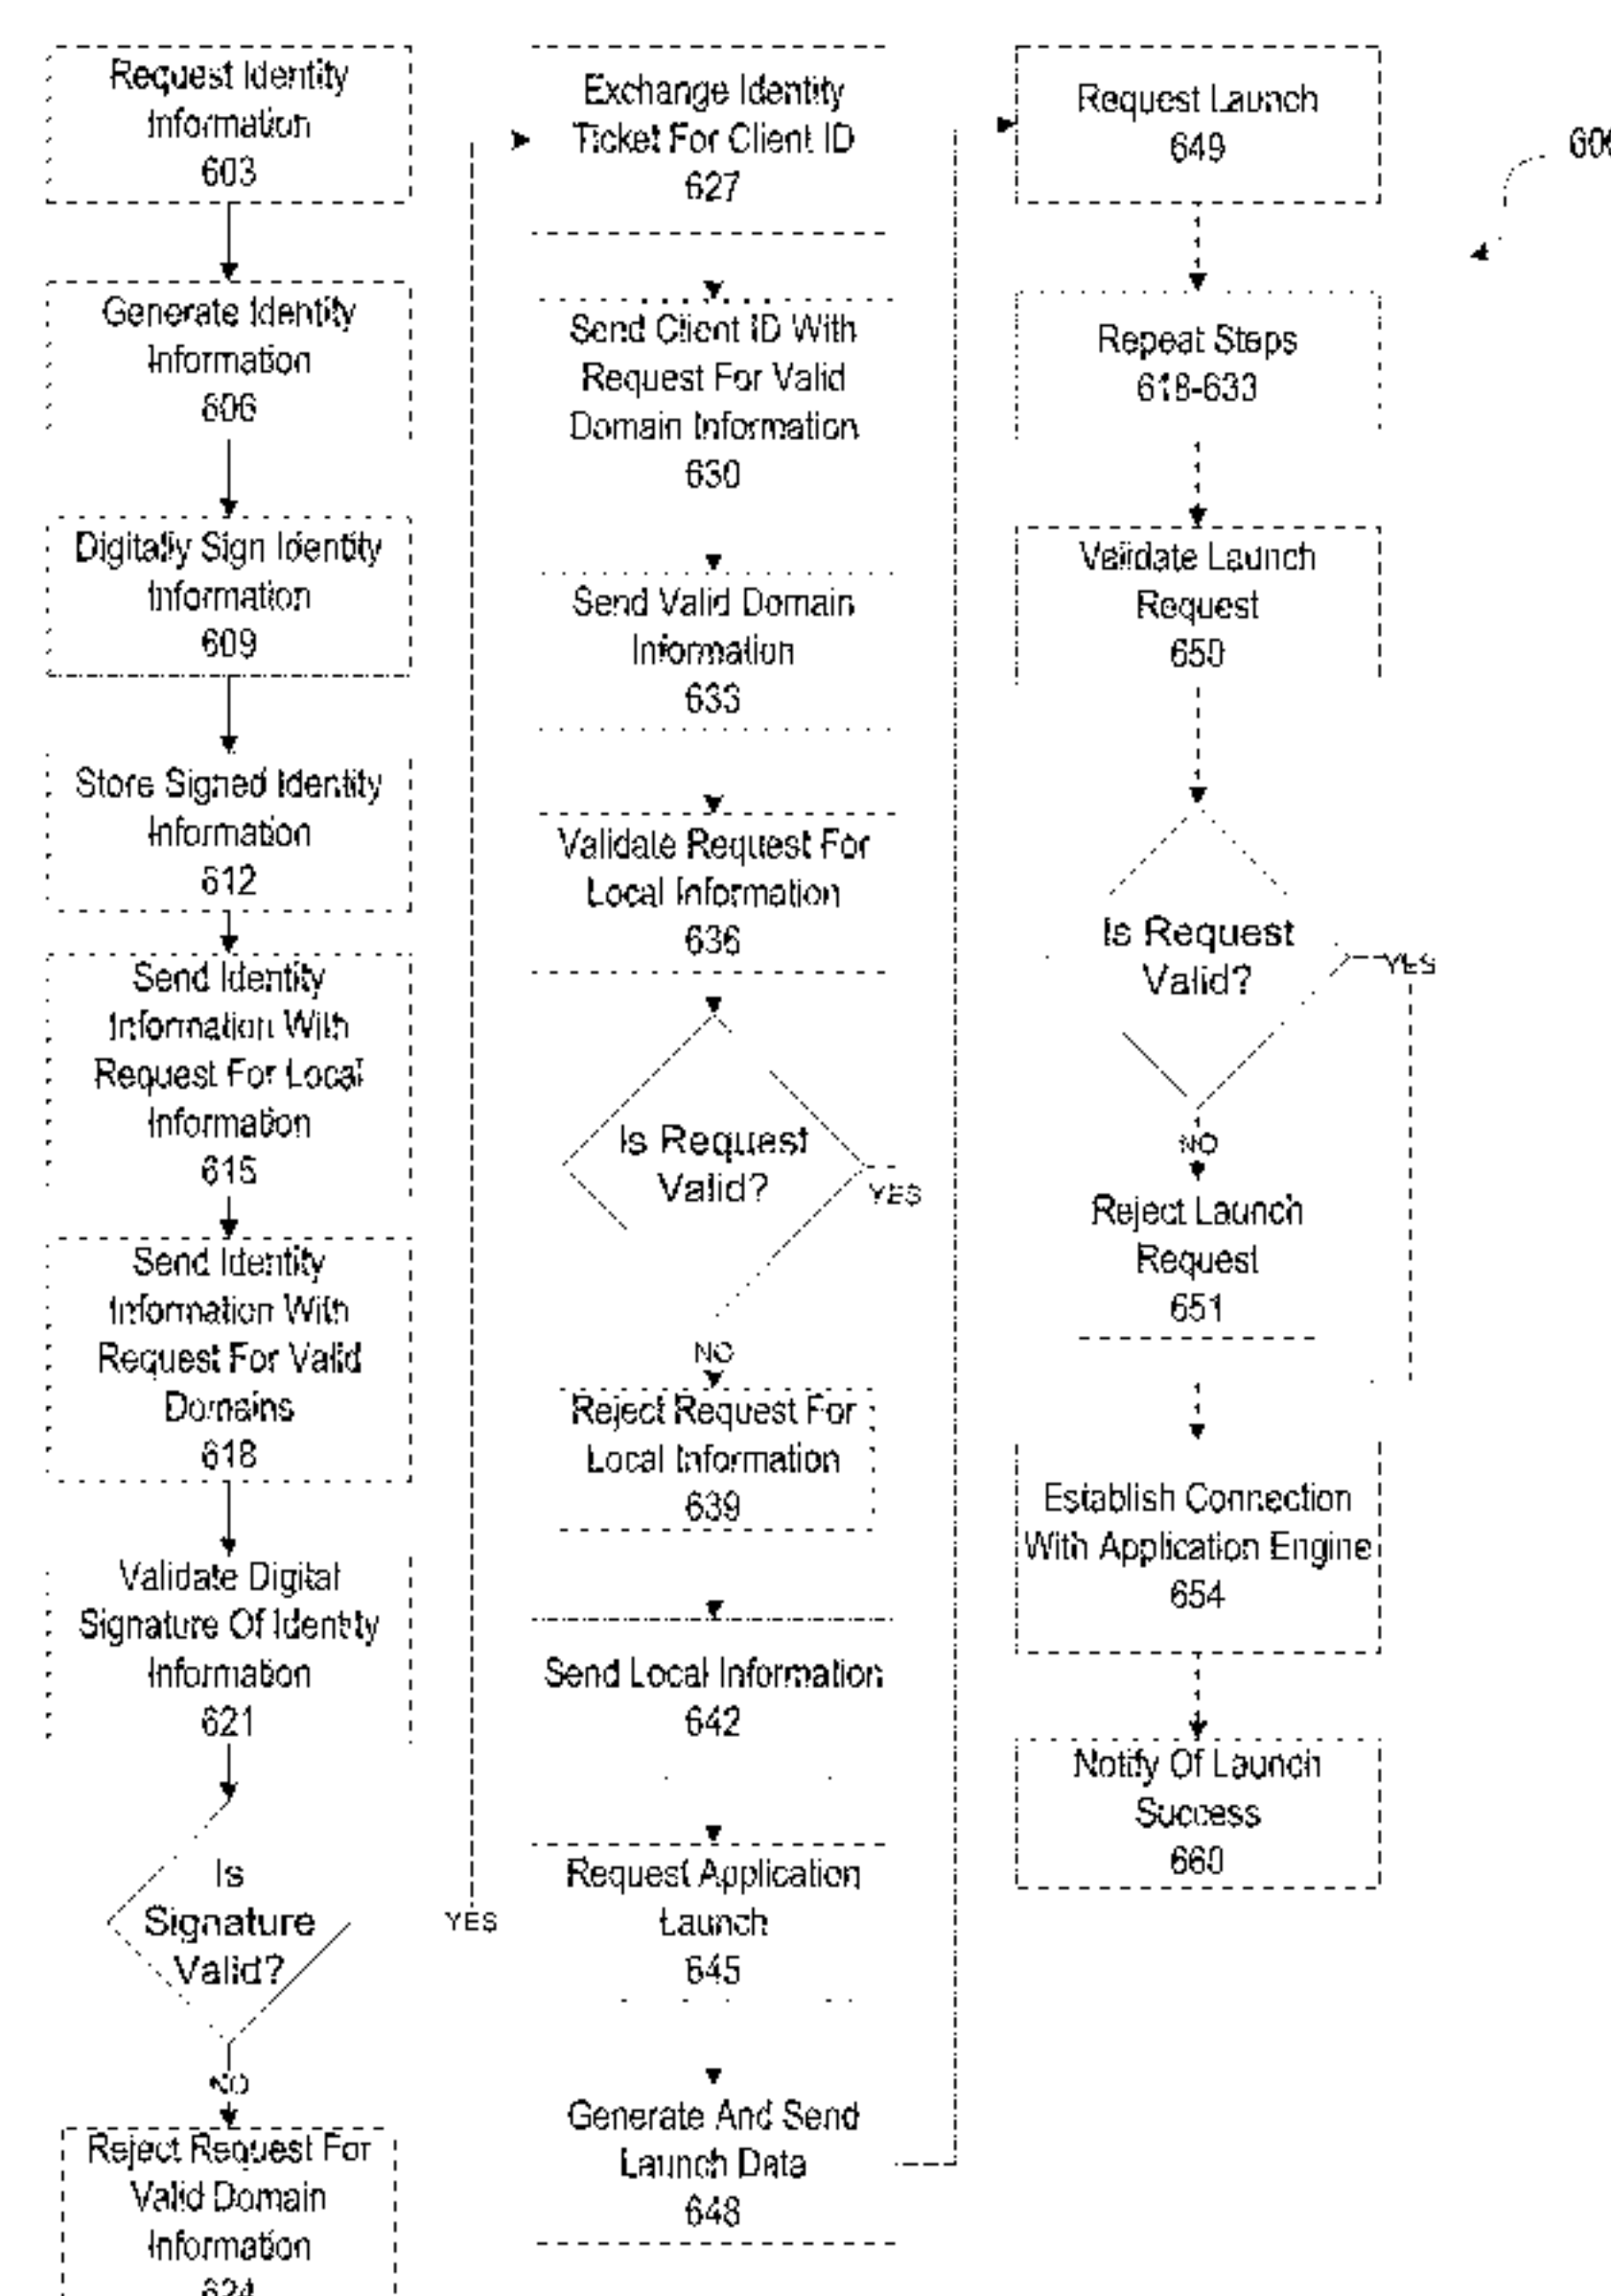 Request Identity
Information
603
Generate Identity
Information
606
Digitally Sign Identity
Information
609
Store Signed Identity
Information
612
Send Identity
Information With
Request For Local
Information
615
Send Identity
Information With
Request For Valid
Domains
618
Validate Digital
Signature Of Identity
Information
621
Is
Signature
Valid?
YES
NO
Reject Request For
Valid Domain
Information
624
Exchange Identity
Ticket For Client ID
627
Send Client ID With
Request For Valid
Domain Information
630
Send Valid Domain
Information
633
Validate Request For
Local Information
636
Is Request
Valid?
YES
NO
Reject Request For
Local Information
639
Send Local Information
642
Request Application
Launch
645
Generate And Send
Launch Data
648
Request Launch
649
Repeat Steps
618-633
Validate Launch
Request
650
Is Request
Valid?
YES
NO
Reject Launch
Request
651
Establish Connection
With Application Engine
654
Notify Of Launch
Success
660